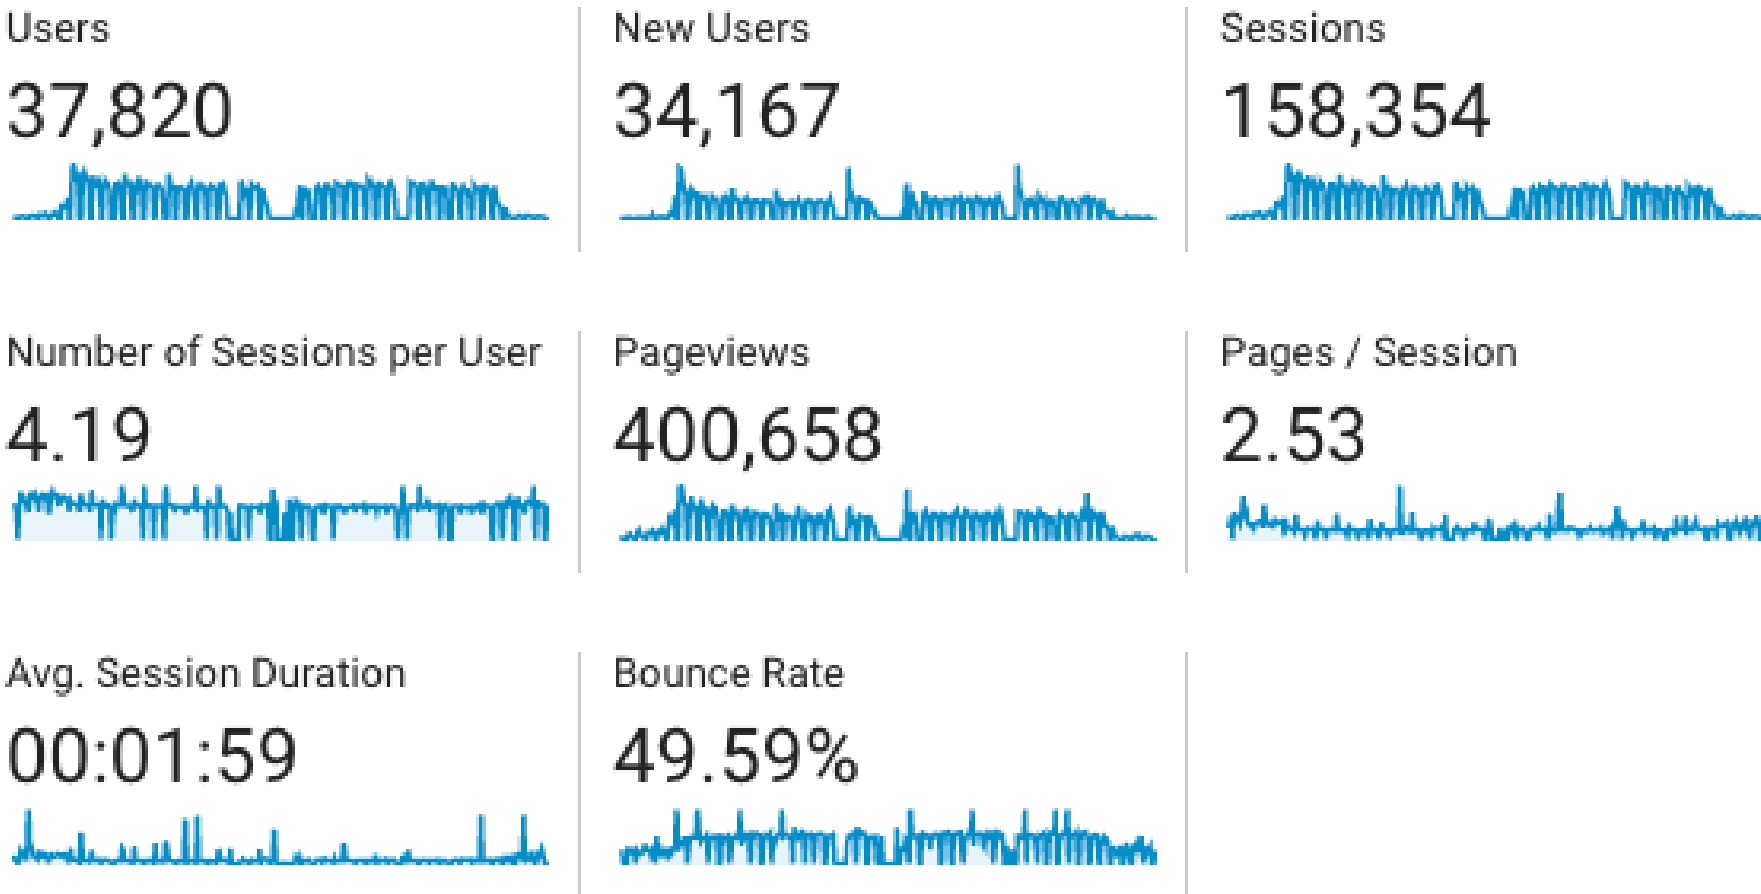 Users
37,820
New Users
34,167
Sessions
158,354
Number of Sessions per User
4.19
Pageviews
400,658
Pages / Session
2.53
Avg. Session Duration
00:01:59
Bounce Rate
49.59%